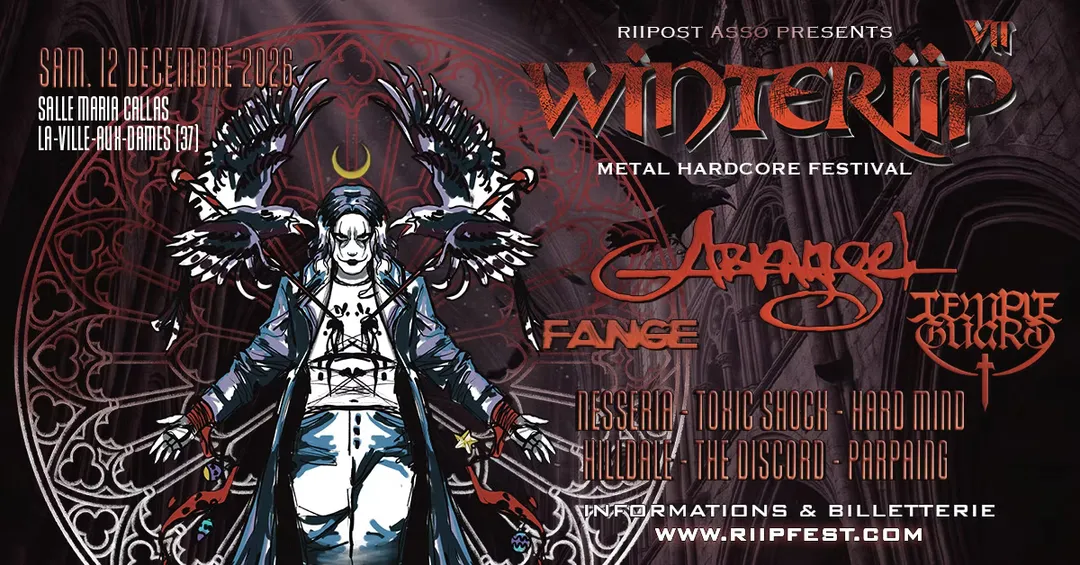 SAM. 12 DECEMBRE 2026
SALLE MARIA CALLAS
LA-VILLE-AUX-DAMES (37)
RIIPOST ASSO PRESENTS
WINTERIIP VII
METAL HARDCORE FESTIVAL
ARKANGEL
FANGE
TEMPLE
GUARD
NESSERIA - TOXIC SHOCK - HARD MIND
HILLDALE - THE DISCORD - PARPAING
INFORMATIONS & BILLETTERIE
WWW.RIIPFEST.COM